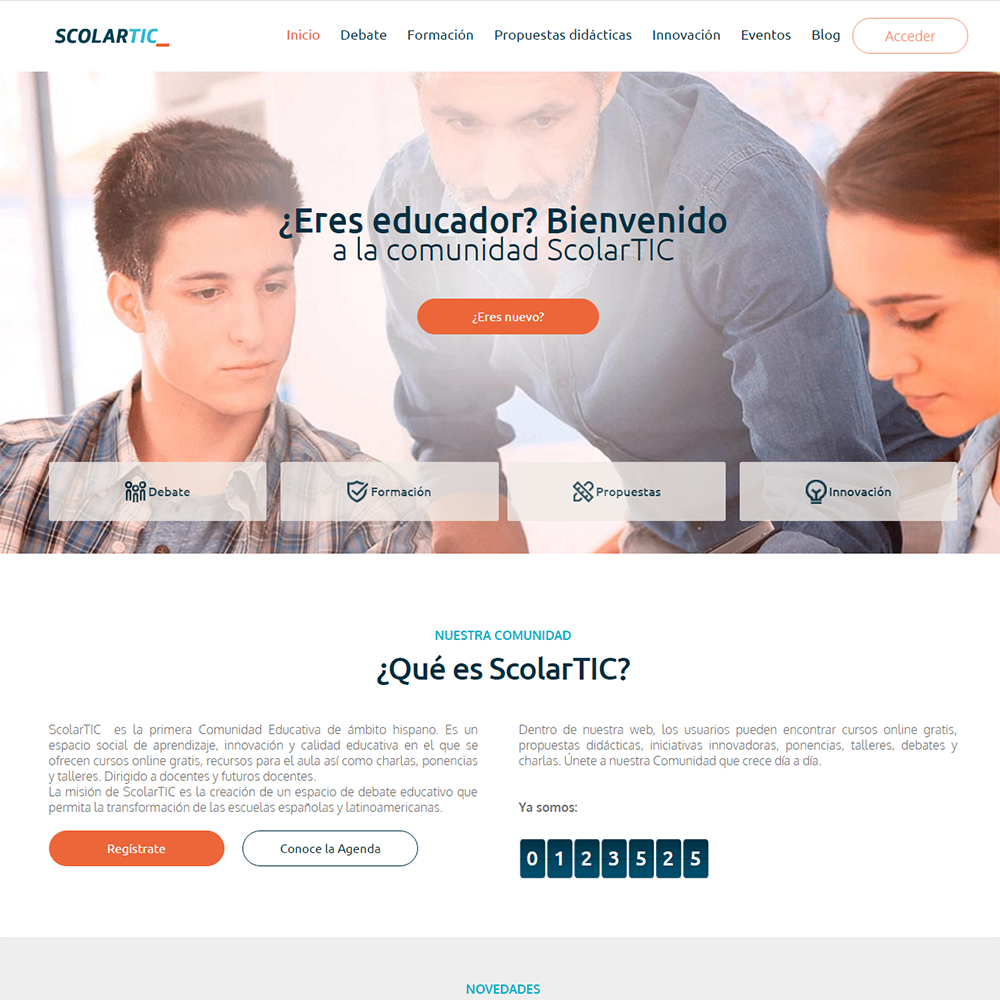 SCOLARTIC_
Inicio Debate Formación Propuestas didácticas Innovación Eventos Blog Acceder
¿Eres educador? Bienvenido
a la comunidad ScolarTIC
¿Eres nuevo?
Debate Formación Propuestas Innovación
NUESTRA COMUNIDAD
¿Qué es ScolarTIC?
ScolarTIC es la primera Comunidad Educativa de ámbito hispano. Es un
espacio social de aprendizaje, innovación y calidad educativa en el que se
ofrecen cursos online gratis, recursos para el aula así como charlas, ponencias
y talleres. Dirigido a docentes y futuros docentes.
La misión de ScolarTIC es la creación de un espacio de debate educativo que
permita la transformación de las escuelas españolas y latinoamericanas.
Regístrate Conoce la Agenda
Dentro de nuestra web, los usuarios pueden encontrar cursos online gratis,
propuestas didácticas, iniciativas innovadoras, ponencias, talleres, debates y
charlas. Únete a nuestra Comunidad que crece día a día.
Ya somos:
0 1 2 3 5 2 5
NOVEDADES